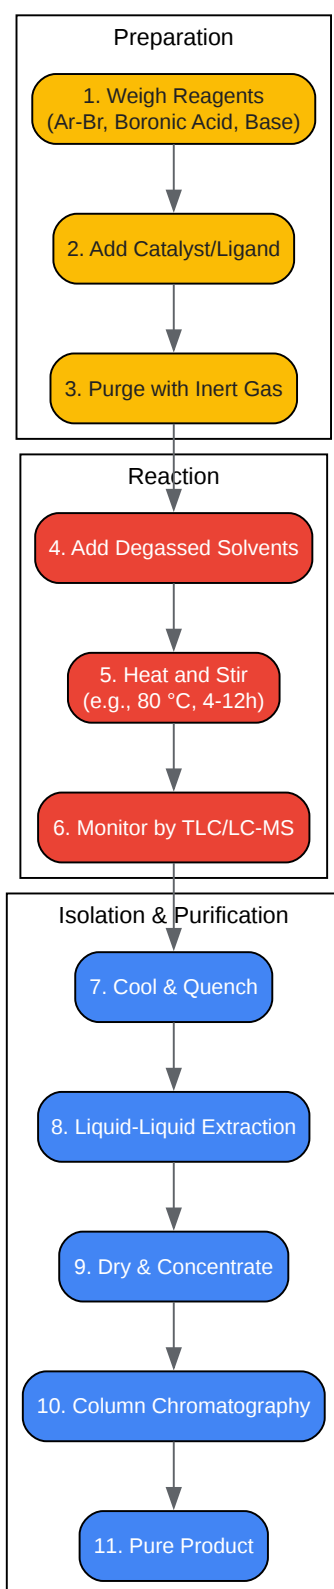 Preparation
1. Weigh Reagents
(Ar-Br, Boronic Acid, Base)
2. Add Catalyst/Ligand
3. Purge with Inert Gas
Reaction
4. Add Degassed Solvents
5. Heat and Stir
(e.g., 80 °C, 4-12h)
6. Monitor by TLC/LC-MS
Isolation & Purification
7. Cool & Quench
8. Liquid-Liquid Extraction
9. Dry & Concentrate
10. Column Chromatography
11. Pure Product